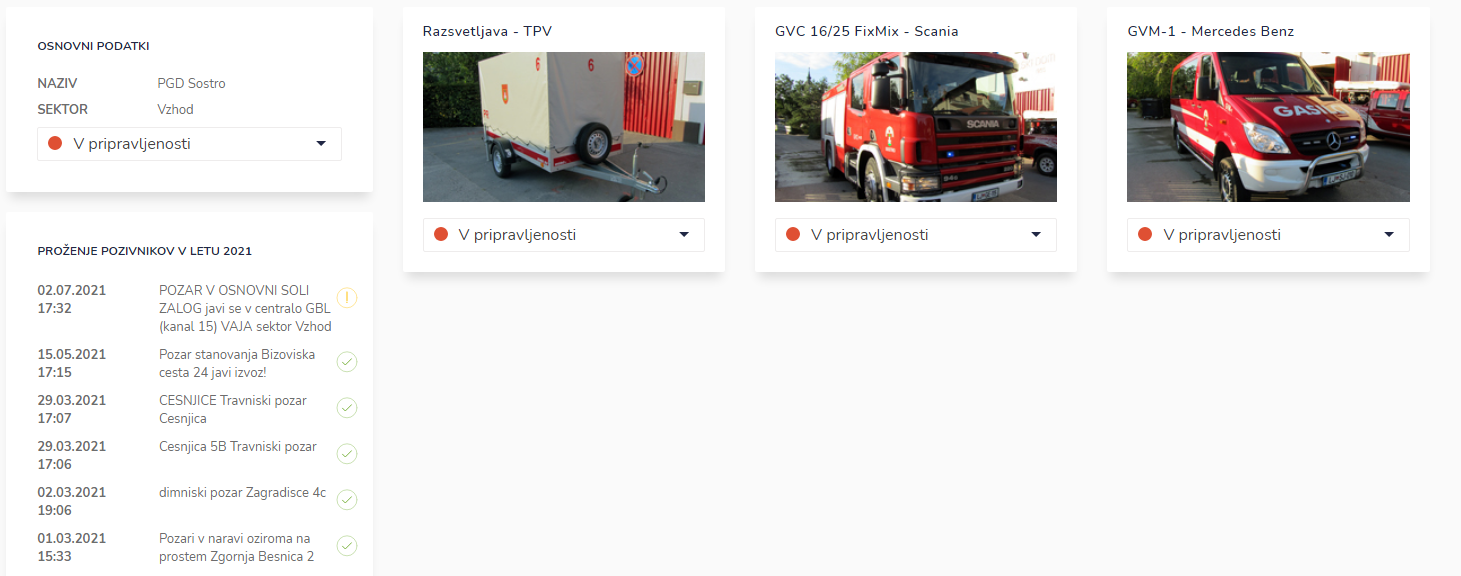 OSNOVNI PODATKI
NAZIV PGD Sostro
SEKTOR Vzhod
V pripravljenosti
PROŽENJE POZIVNIKOV V LETU 2021
02.07.2021 POZAR V OSNOVNI SOLI
17:32 ZALOG javi se v centralo GBL
(kanal 15) VAJA sektor Vzhod
15.05.2021 Pozar stanovanja Bizoviska
17:15 cesta 24 javi izvoz!
29.03.2021 CESNJICE Travniski pozar
17:07 Cesnjica
29.03.2021 Cesnjica 5B Travniski pozar
17:06
02.03.2021 dimniski pozar Zagradisce 4c
19:06
01.03.2021 Pozari v naravi oziroma na
15:33 prostem Zgornja Besnica 2
Razsvetljava - TPV
6 6
V pripravljenosti
GVC 16/25 FixMix - Scania
SCANIA
V pripravljenosti
GVM-1 - Mercedes Benz
GAS
V pripravljenosti